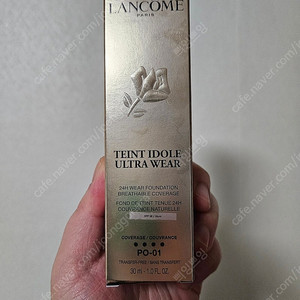 LANCÔME
PARIS
TEINT IDOLE
ULTRA WEAR
24H WEAR FOUNDATION
BREATHABLE COVERAGE
FOND DE TEINT TENUE 24H
COUVRANCE NATURELLE
COVERAGE / COUVRANCE
PO-01
30 ml - 1.0 FL. OZ.